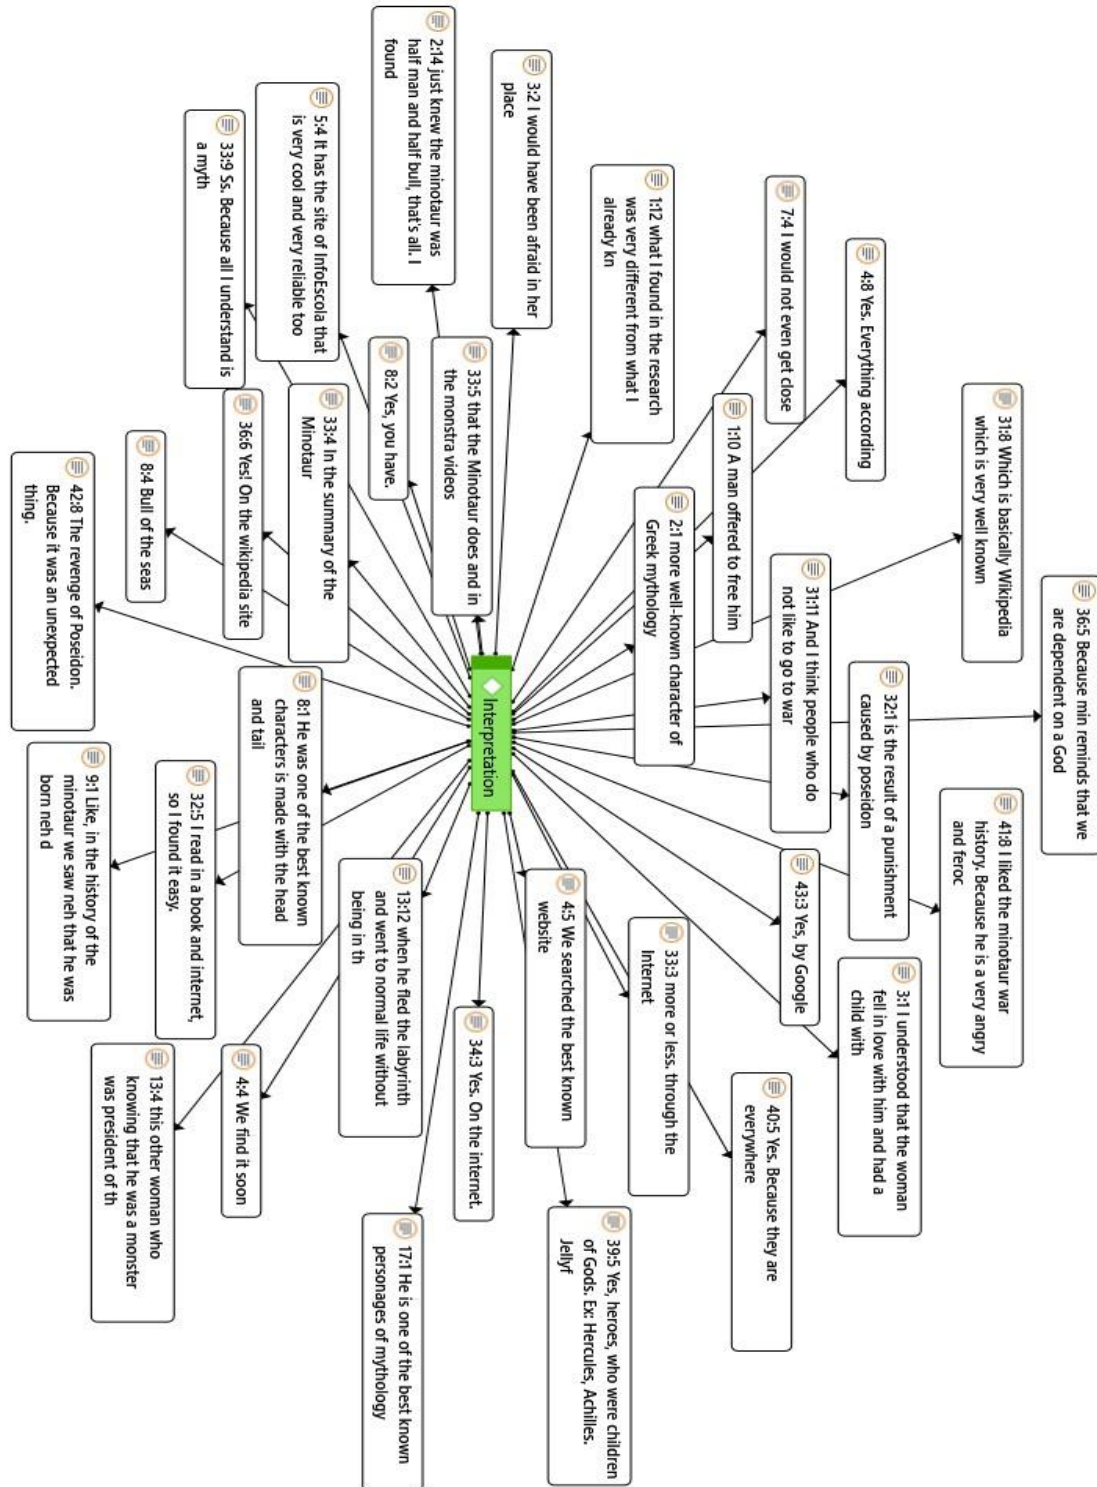 36:5 Because min reminds that we
are dependent on a God
31:8 Which is basically Wikipedia
which is very well known
41:8 I liked the minotaur war
history. Because he is a very angry
and feroc
3:1 I understood that the woman
fell in love with him and had a
child with
32:1 is the result of a punishment
caused by poseidon
4:8 Yes. Everything according
31:11 And I think people who do
not like to go to war
43:3 Yes, by Google
7:4 I would not even get close
40:5 Yes. Because they are
everywhere
1:10 A man offered to free him
2:1 more well-known character of
Greek mythology
33:3 more or less. through the
Internet
1:12 what I found in the research
was very different from what I
already kn
39:5 Yes, heroes, who were children
of Gods. Ex: Hercules, Achilles.
Jellyf
4:5 We searched the best known
website
3:2 I would have been afraid in her
place
Interpretation
33:5 that the Minotaur does and in
the monstra videos
34:3 Yes. On the internet.
2:14 just knew the minotaur was
half man and half bull, that's all. I
found
17:1 He is one of the best known
personages of mythology
8:2 Yes, you have.
13:12 when he fled the labyrinth
and went to normal life without
being in th
33:4 In the summary of the
Minotaur
5:4 It has the site of InfoEscola that
is very cool and very reliable too
8:1 He was one of the best known
characters is made with the head
and tail
36:6 Yes! On the wikipedia site
4:4 We find it soon
33:9 Ss. Because all I understand is
a myth
32:5 I read in a book and internet,
so I found it easy.
13:4 this other woman who
knowing that he was a monster
was president of th
8:4 Bull of the seas
9:1 Like, in the history of the
minotaur we saw neh that he was
born neh d
42:8 The revenge of Poseidon.
Because it was an unexpected
thing.